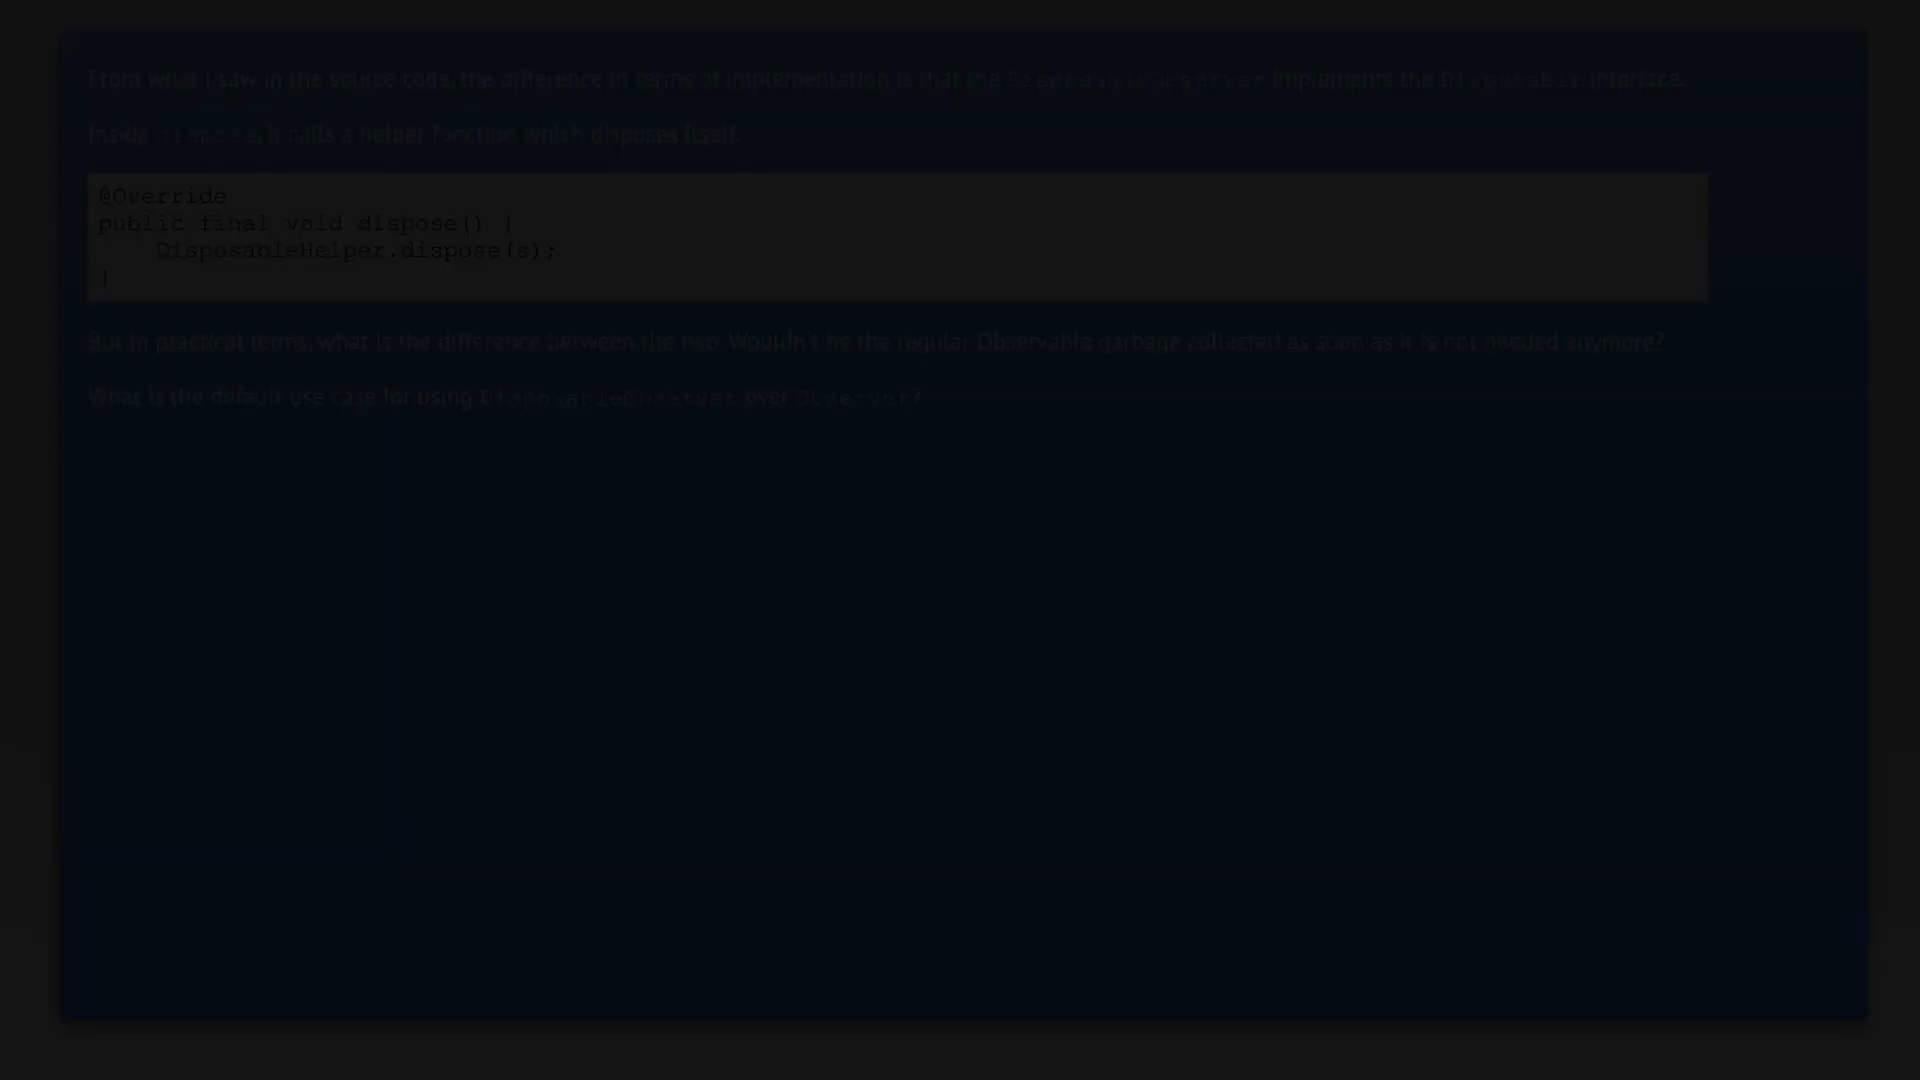 From what I saw in the source code, the difference in terms of implementation is that the DisposableObserver implements the Disposable interface.
Inside dispose it calls a helper function which disposes itself.
@Override
public final void dispose() {
DisposableHelper.dispose(s);
}
But in practical terms, what is the difference between the two. Wouldn't be the regular Observable garbage collected as soon as it is not needed anymore?
What is the default use case for using DisposableObserver over Observer?